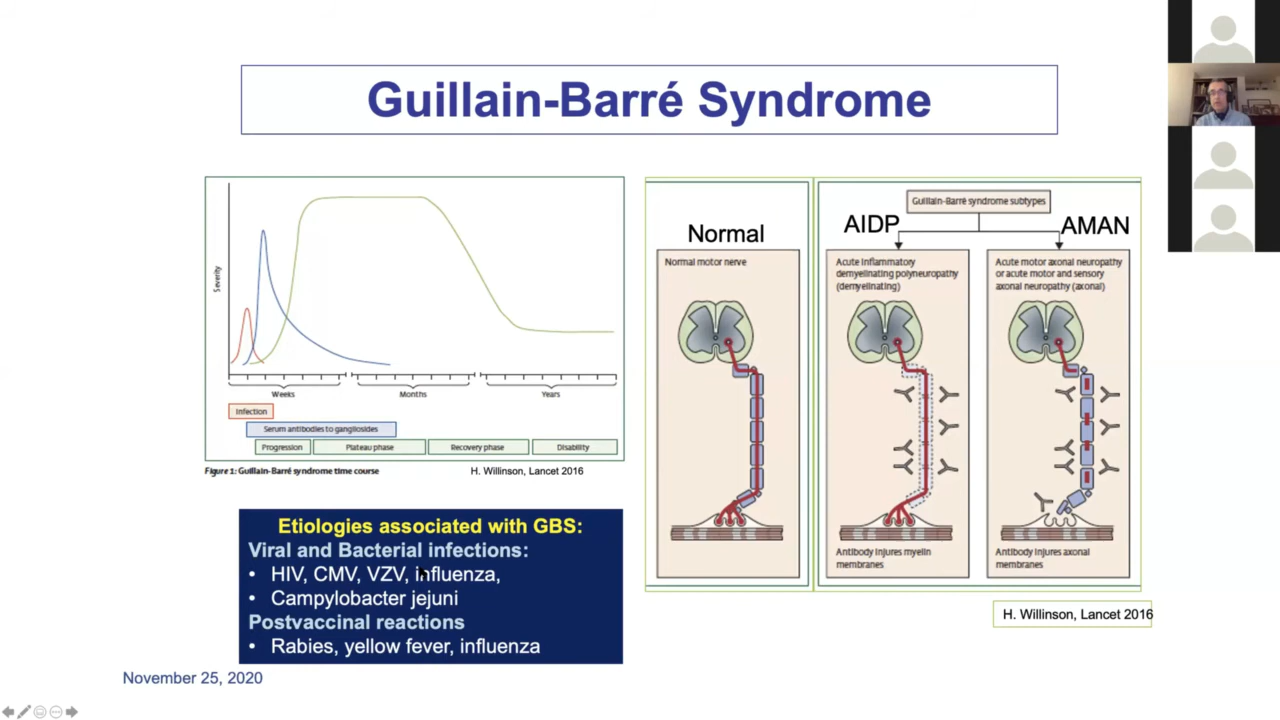 Guillain-Barré Syndrome
Severity
Weeks
Months
Years
Infection
Serum antibodies to gangliosides
Progression
Plateau phase
Recovery phase
Disability
Figure 1: Guillain-Barré syndrome time course
H. Willinson, Lancet 2016
Etiologies associated with GBS:
Viral and Bacterial infections:
• HIV, CMV, VZV, influenza,
• Campylobacter jejuni
Postvaccinal reactions
• Rabies, yellow fever, influenza
Normal
Normal motor nerve
Guillain-Barré syndrome subtypes
AIDP
AMAN
Acute inflammatory
demyelinating polyneuropathy
(demyelinating)
Antibody injures myelin
membranes
Acute motor axonal neuropathy
or acute motor and sensory
axonal neuropathy (axonal)
Antibody injures axonal
membranes
H. Willinson, Lancet 2016
November 25, 2020